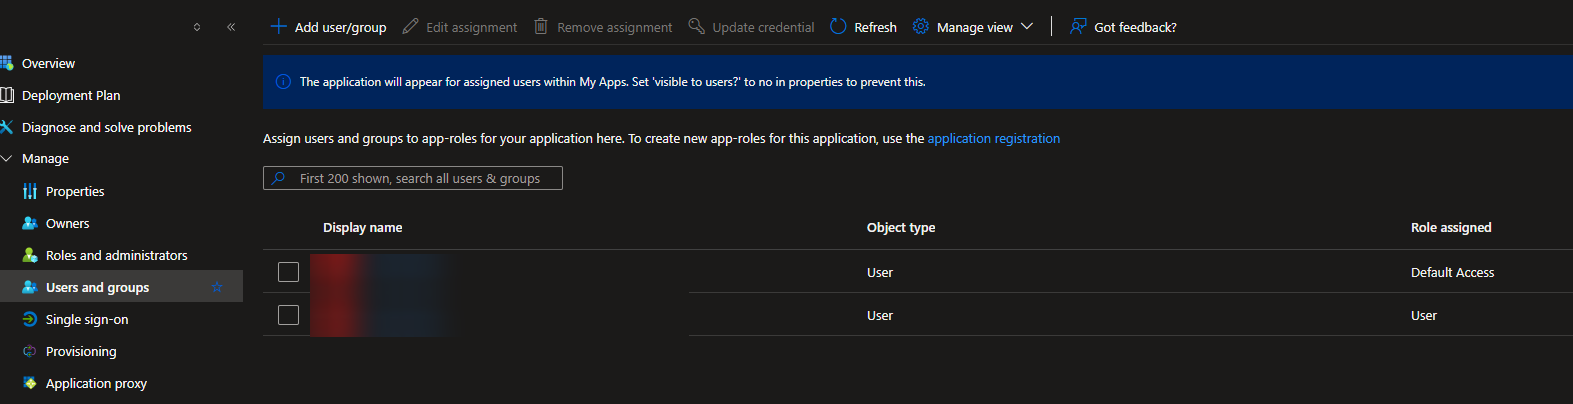 Add user/group Edit assignment Remove assignment Update credential Refresh Manage view Got feedback?
Overview
The application will appear for assigned users within My Apps. Set 'visible to users?' to no in properties to prevent this.
Deployment Plan
Diagnose and solve problems
Assign users and groups to app-roles for your application here. To create new app-roles for this application, use the application registration
Manage
First 200 shown, search all users & groups
Properties
Owners
Display name Object type Role assigned
Roles and administrators
User Default Access
Users and groups
Single sign-on
User User
Provisioning
Application proxy